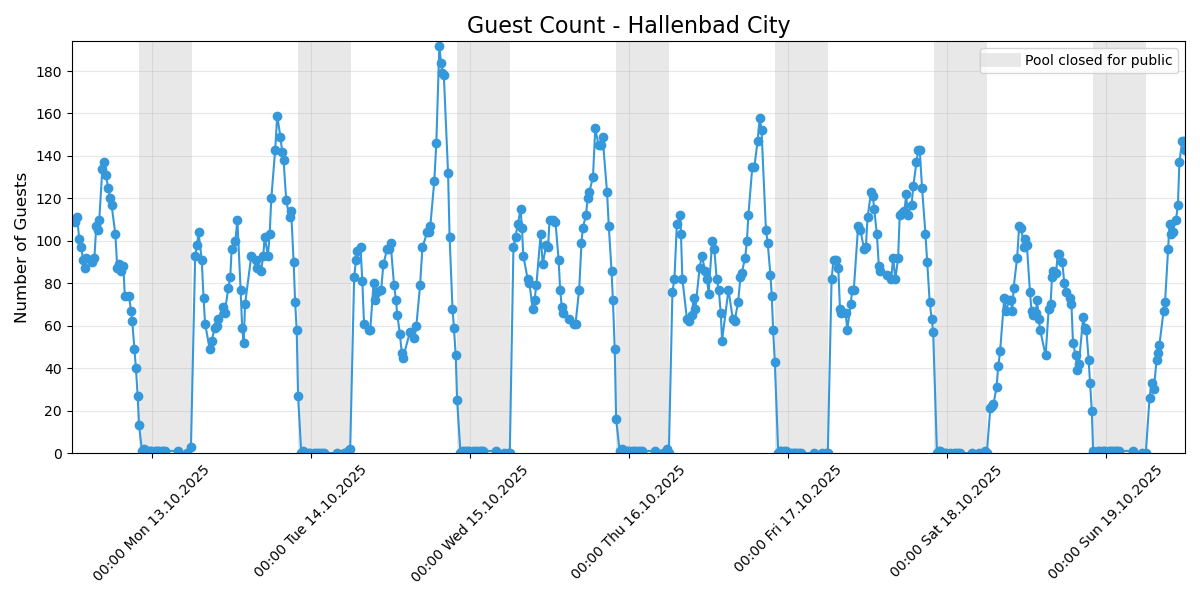 Guest Count - Hallenbad City
Pool closed for public
Number of Guests
180
160
140
120
100
80
60
40
20
0
00:00 Mon 13.10.2025
00:00 Tue 14.10.2025
00:00 Wed 15.10.2025
00:00 Thu 16.10.2025
00:00 Fri 17.10.2025
00:00 Sat 18.10.2025
00:00 Sun 19.10.2025